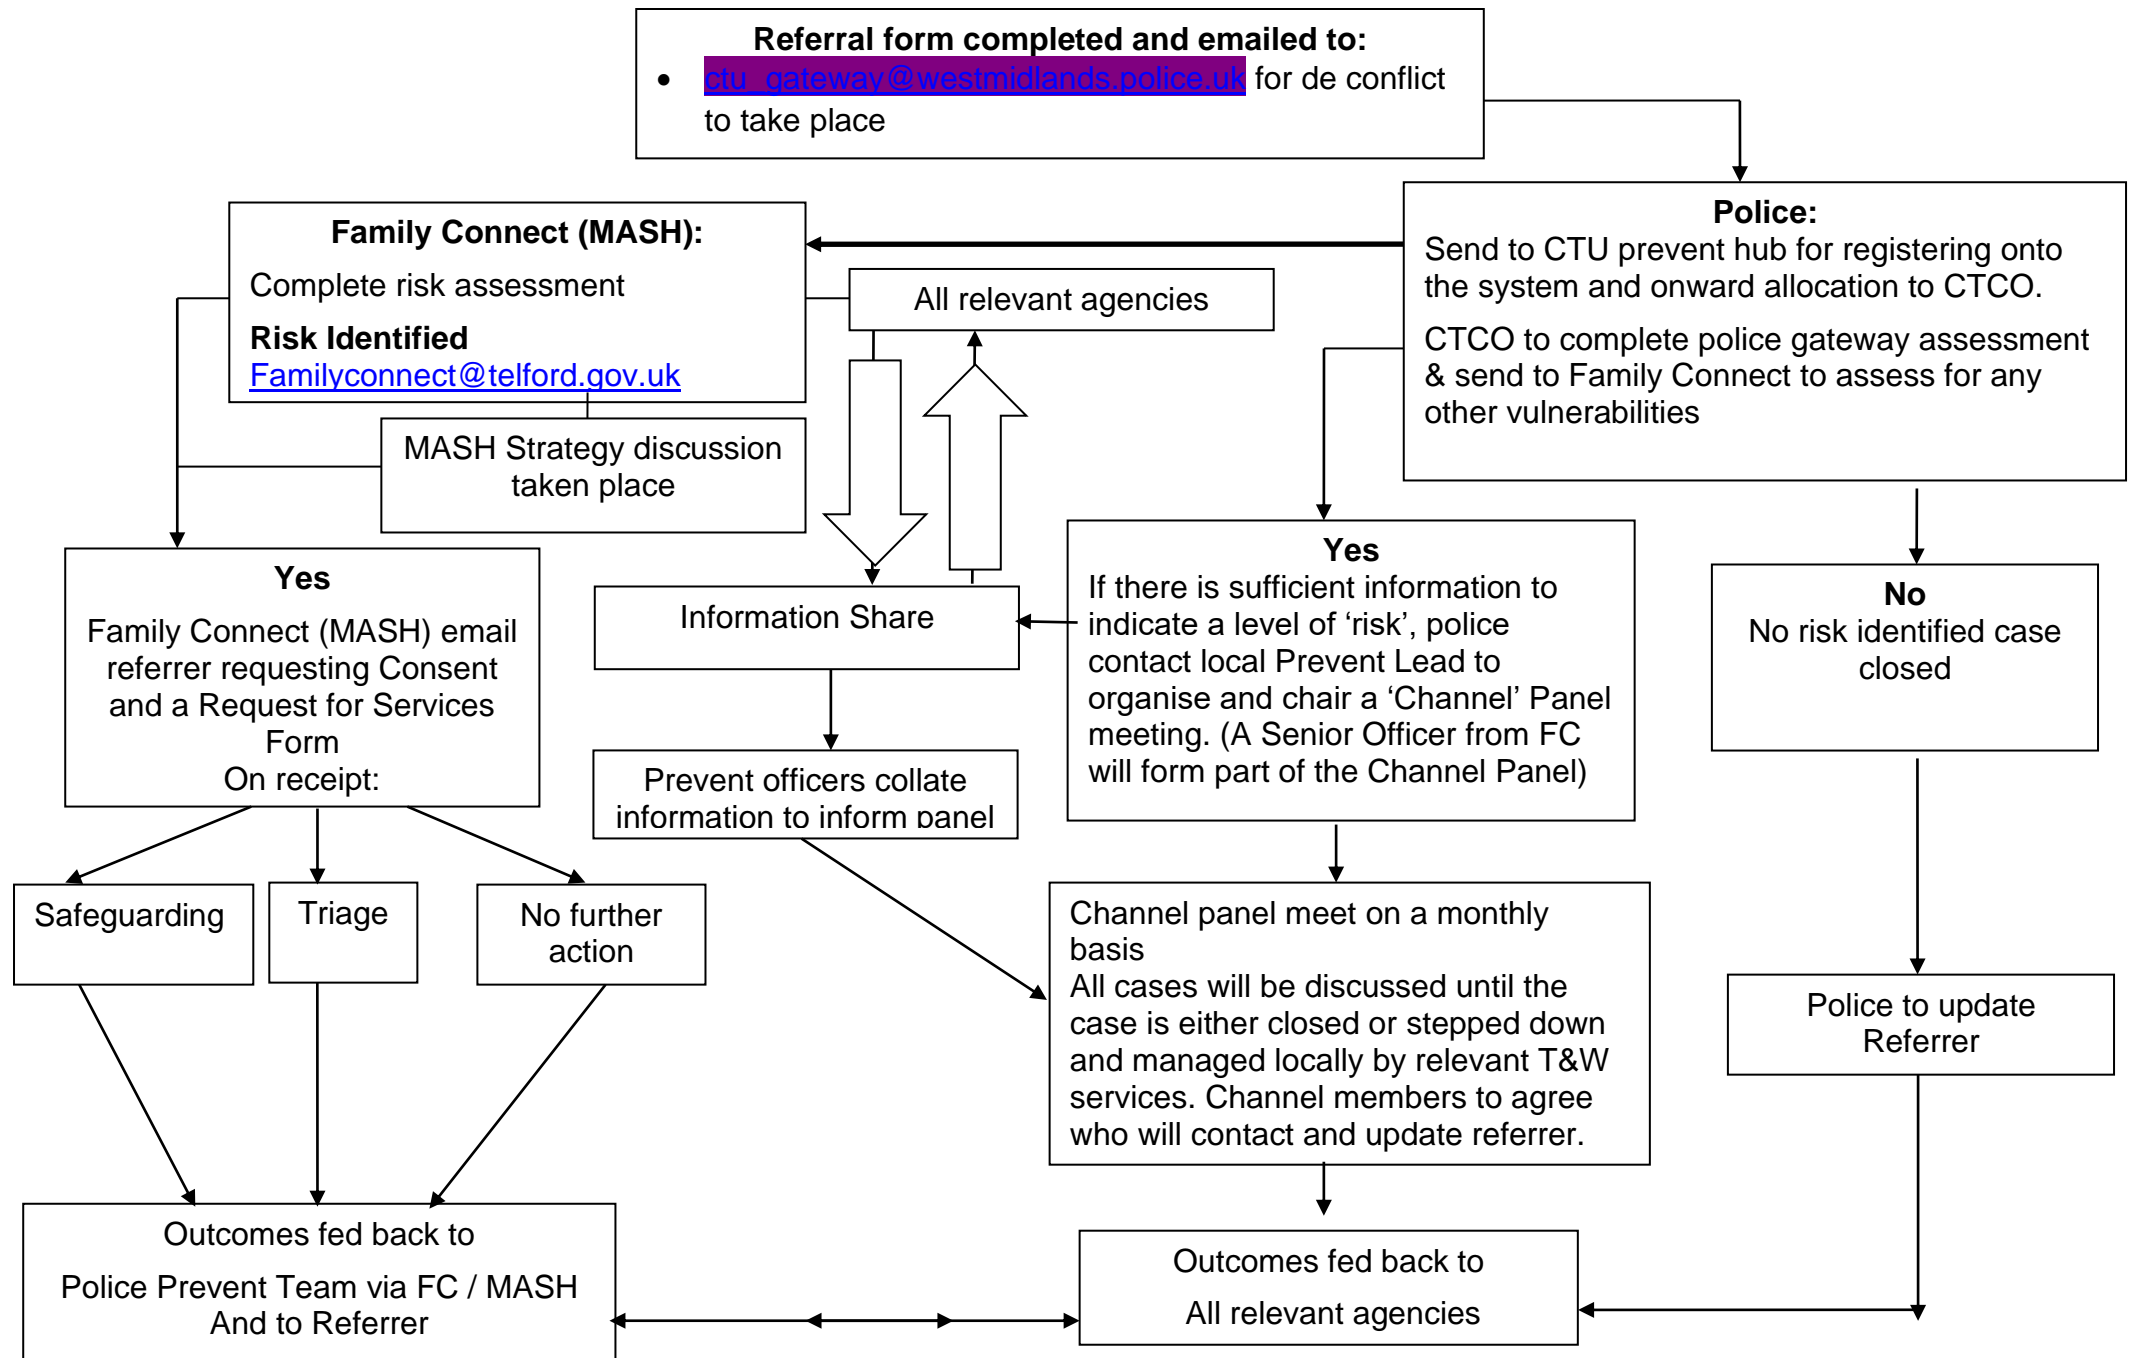 Referral form completed and emailed to:
• ctu_gateway@westmidlands.police.uk for de conflict
to take place
Police:
Send to CTU prevent hub for registering onto
the system and onward allocation to CTCO.
CTCO to complete police gateway assessment
& send to Family Connect to assess for any
other vulnerabilities
Family Connect (MASH):
Complete risk assessment
Risk Identified
Familyconnect@telford.gov.uk
All relevant agencies
MASH Strategy discussion
taken place
Yes
Family Connect (MASH) email
referrer requesting Consent
and a Request for Services
Form
On receipt:
Information Share
Yes
If there is sufficient information to
indicate a level of ‘risk’, police
contact local Prevent Lead to
organise and chair a ‘Channel’ Panel
meeting. (A Senior Officer from FC
will form part of the Channel Panel)
No
No risk identified case
closed
Prevent officers collate
information to inform panel
Safeguarding
Triage
No further
action
Channel panel meet on a monthly
basis
All cases will be discussed until the
case is either closed or stepped down
and managed locally by relevant T&W
services. Channel members to agree
who will contact and update referrer.
Police to update
Referrer
Outcomes fed back to
Police Prevent Team via FC / MASH
And to Referrer
Outcomes fed back to
All relevant agencies